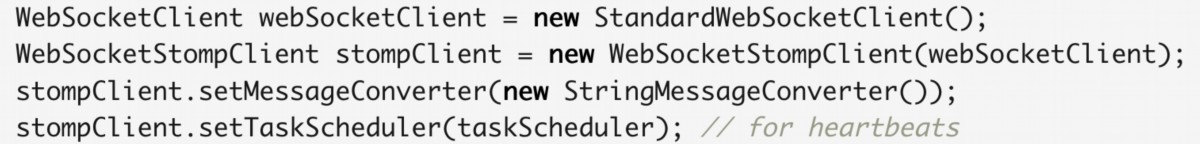 WebSocketClient webSocketClient = new StandardWebSocketClient();
WebSocketStompClient stompClient = new WebSocketStompClient(webSocketClient);
stompClient.setMessageConverter(new StringMessageConverter());
stompClient.setTaskScheduler(taskScheduler); // for heartbeats